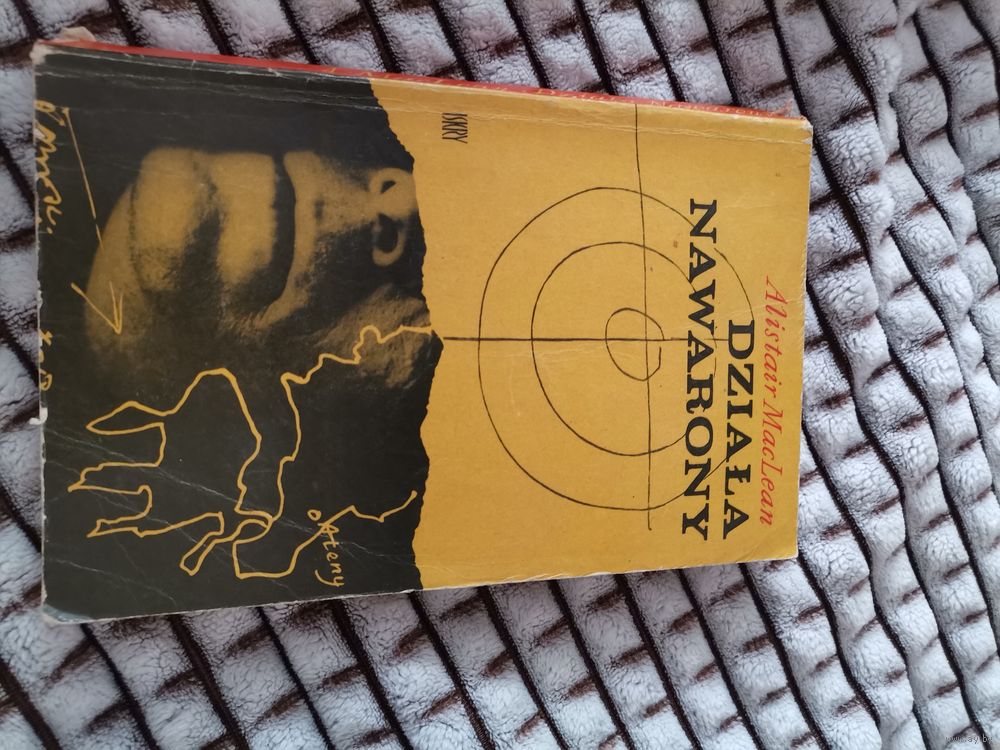 Alistair MacLean
DZIAŁA
NAWARONY
ISKRY
Ateny